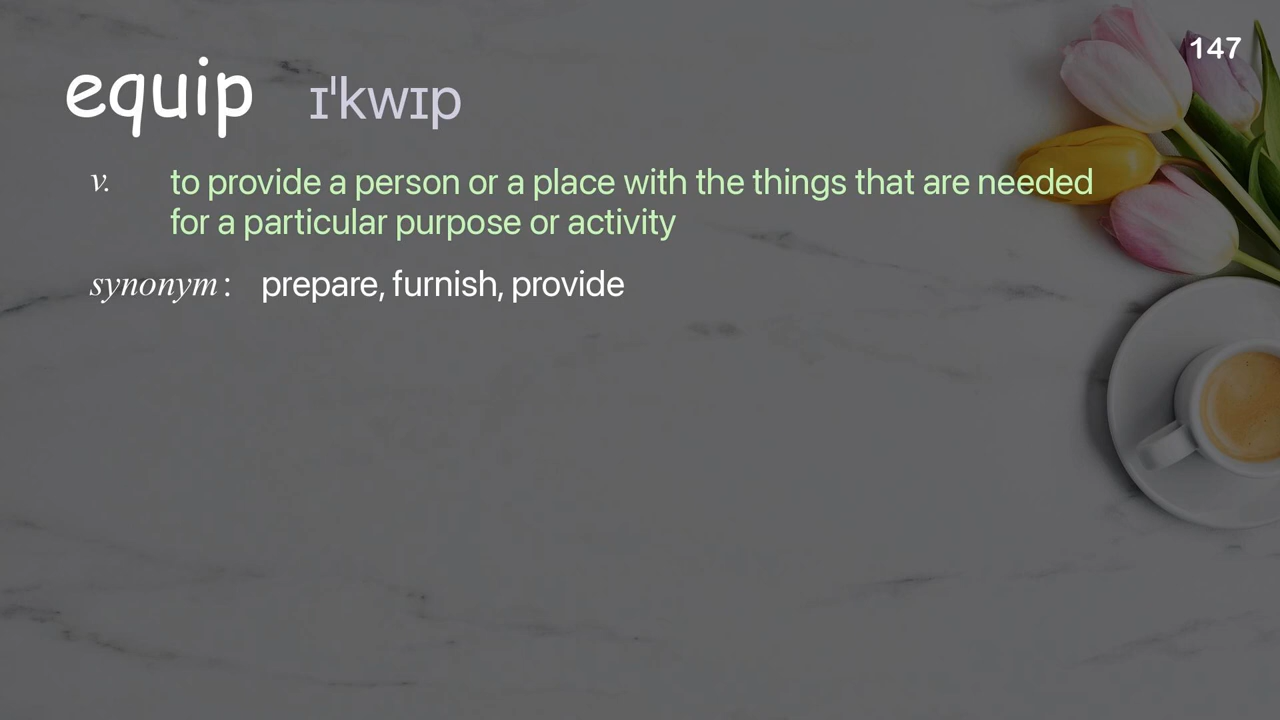 147
equip ɪˈkwɪp
v. to provide a person or a place with the things that are needed
for a particular purpose or activity
synonym : prepare, furnish, provide